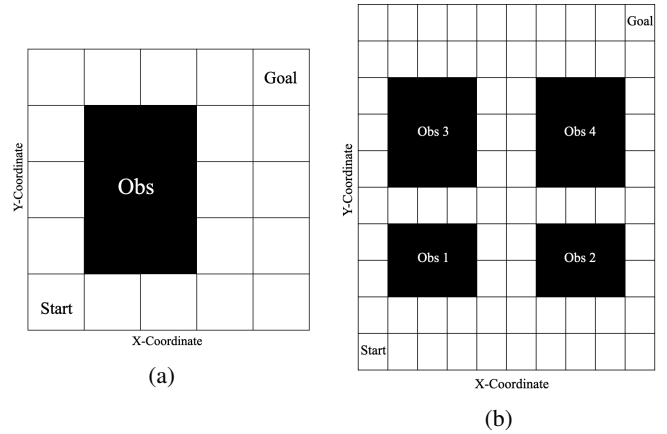 Goal
Y-Coordinate
Obs
Start
X-Coordinate
(a)
Goal
Obs 3
Obs 4
Y-Coordinate
Obs 1
Obs 2
Start
X-Coordinate
(b)